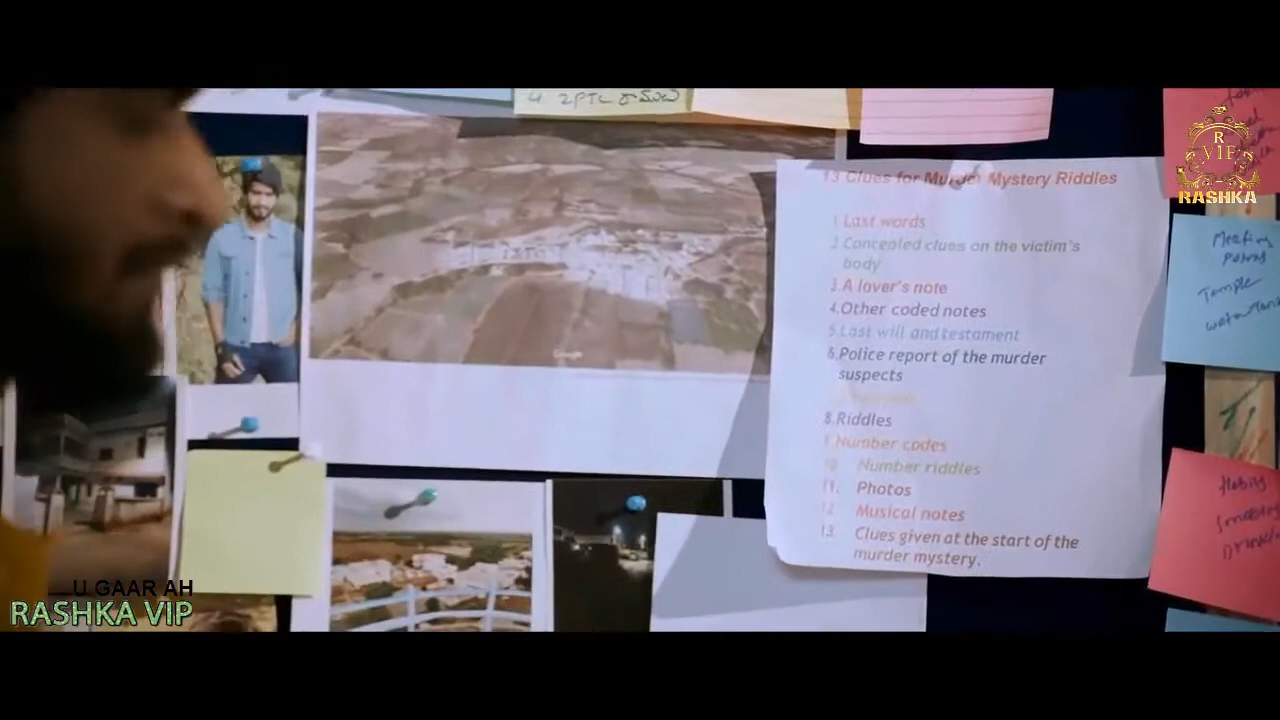 13 Clues for Murder Mystery Riddles
1 Last words
2 Concealed clues on the victim's
body
3. A lover's note
4. Other coded notes
5. Last will and testament
6. Police report of the murder
suspects
8. Riddles
9. Number codes
10. Number riddles
11. Photos
12. Musical notes
13. Clues given at the start of the
murder mystery.
Google
Meeting
Points
Temple
R
VIP
RASHKA
U GAAR AH
RASHKA VIP